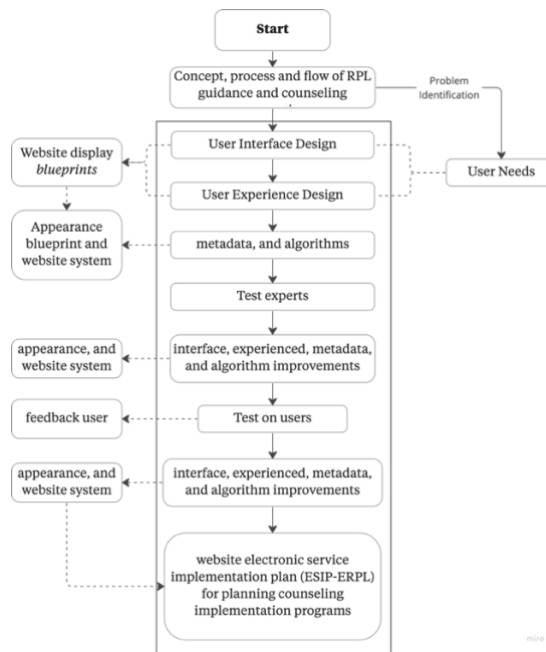 Start
Concept, process and flow of RPL
guidance and counseling
Problem
Identification
User Interface Design
Website display
blueprints
User Needs
User Experience Design
Appearance
blueprint and
website system
metadata, and algorithms
Test experts
appearance, and
website system
interface, experienced, metadata,
and algorithm improvements
feedback user
Test on users
appearance, and
website system
interface, experienced, metadata,
and algorithm improvements
website electronic service
implementation plan (ESIP-ERPL)
for planning counseling
implementation programs
miro